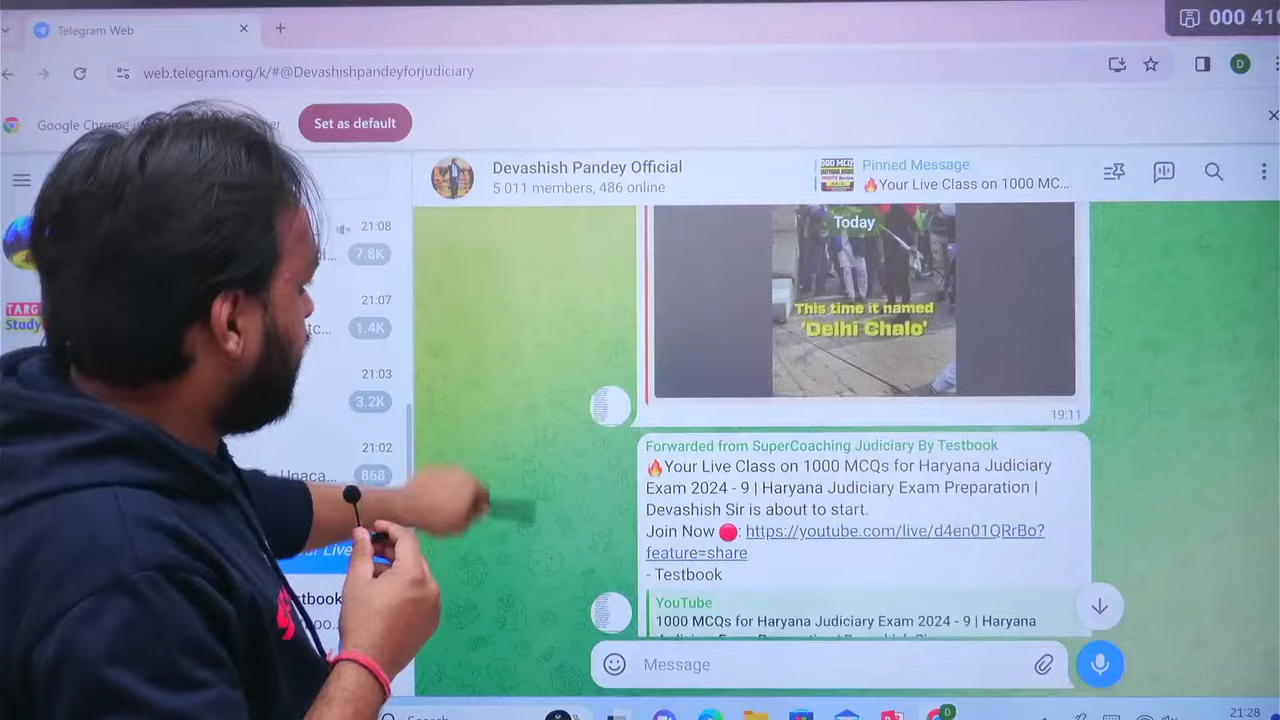 Telegram Web
000 410
web.telegram.org/k/#@Devashishpandeyforjudiciary
D
Google Chrome
Set as default
Devashish Pandey Official
5 011 members, 486 online
Pinned Message
🔥Your Live Class on 1000 MC...
21:08
7.8K
21:07
1.4K
21:03
3.2K
21:02
868
Study
Today
This time it named
'Delhi Chalo'
19:11
Forwarded from SuperCoaching Judiciary By Testbook
🔥Your Live Class on 1000 MCQs for Haryana Judiciary
Exam 2024 - 9 | Haryana Judiciary Exam Preparation |
Devashish Sir is about to start.
Join Now 🔴: https://youtube.com/live/d4en01QRrBo?
feature=share
- Testbook
YouTube
1000 MCQs for Haryana Judiciary Exam 2024 - 9 | Haryana
Message
Search
D
21:28